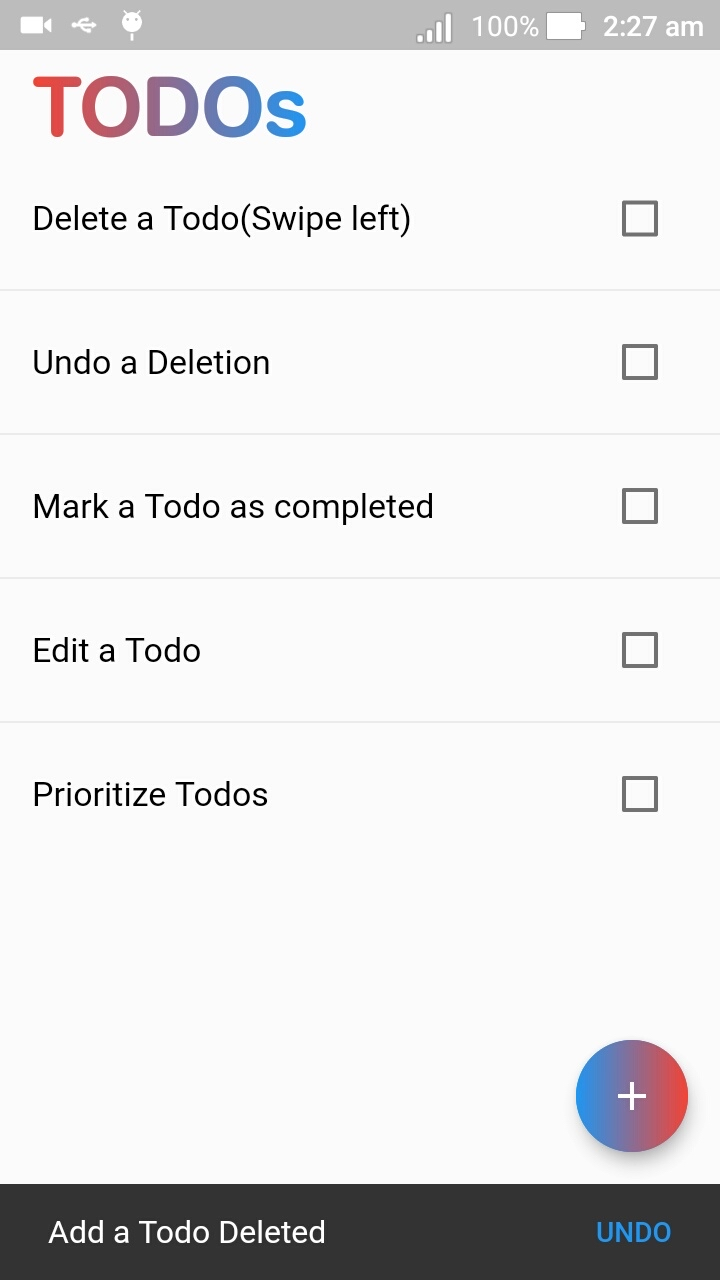 100% 2:27 am
TODOs
Delete a Todo(Swipe left)
Undo a Deletion
Mark a Todo as completed
Edit a Todo
Prioritize Todos
+
Add a Todo Deleted UNDO